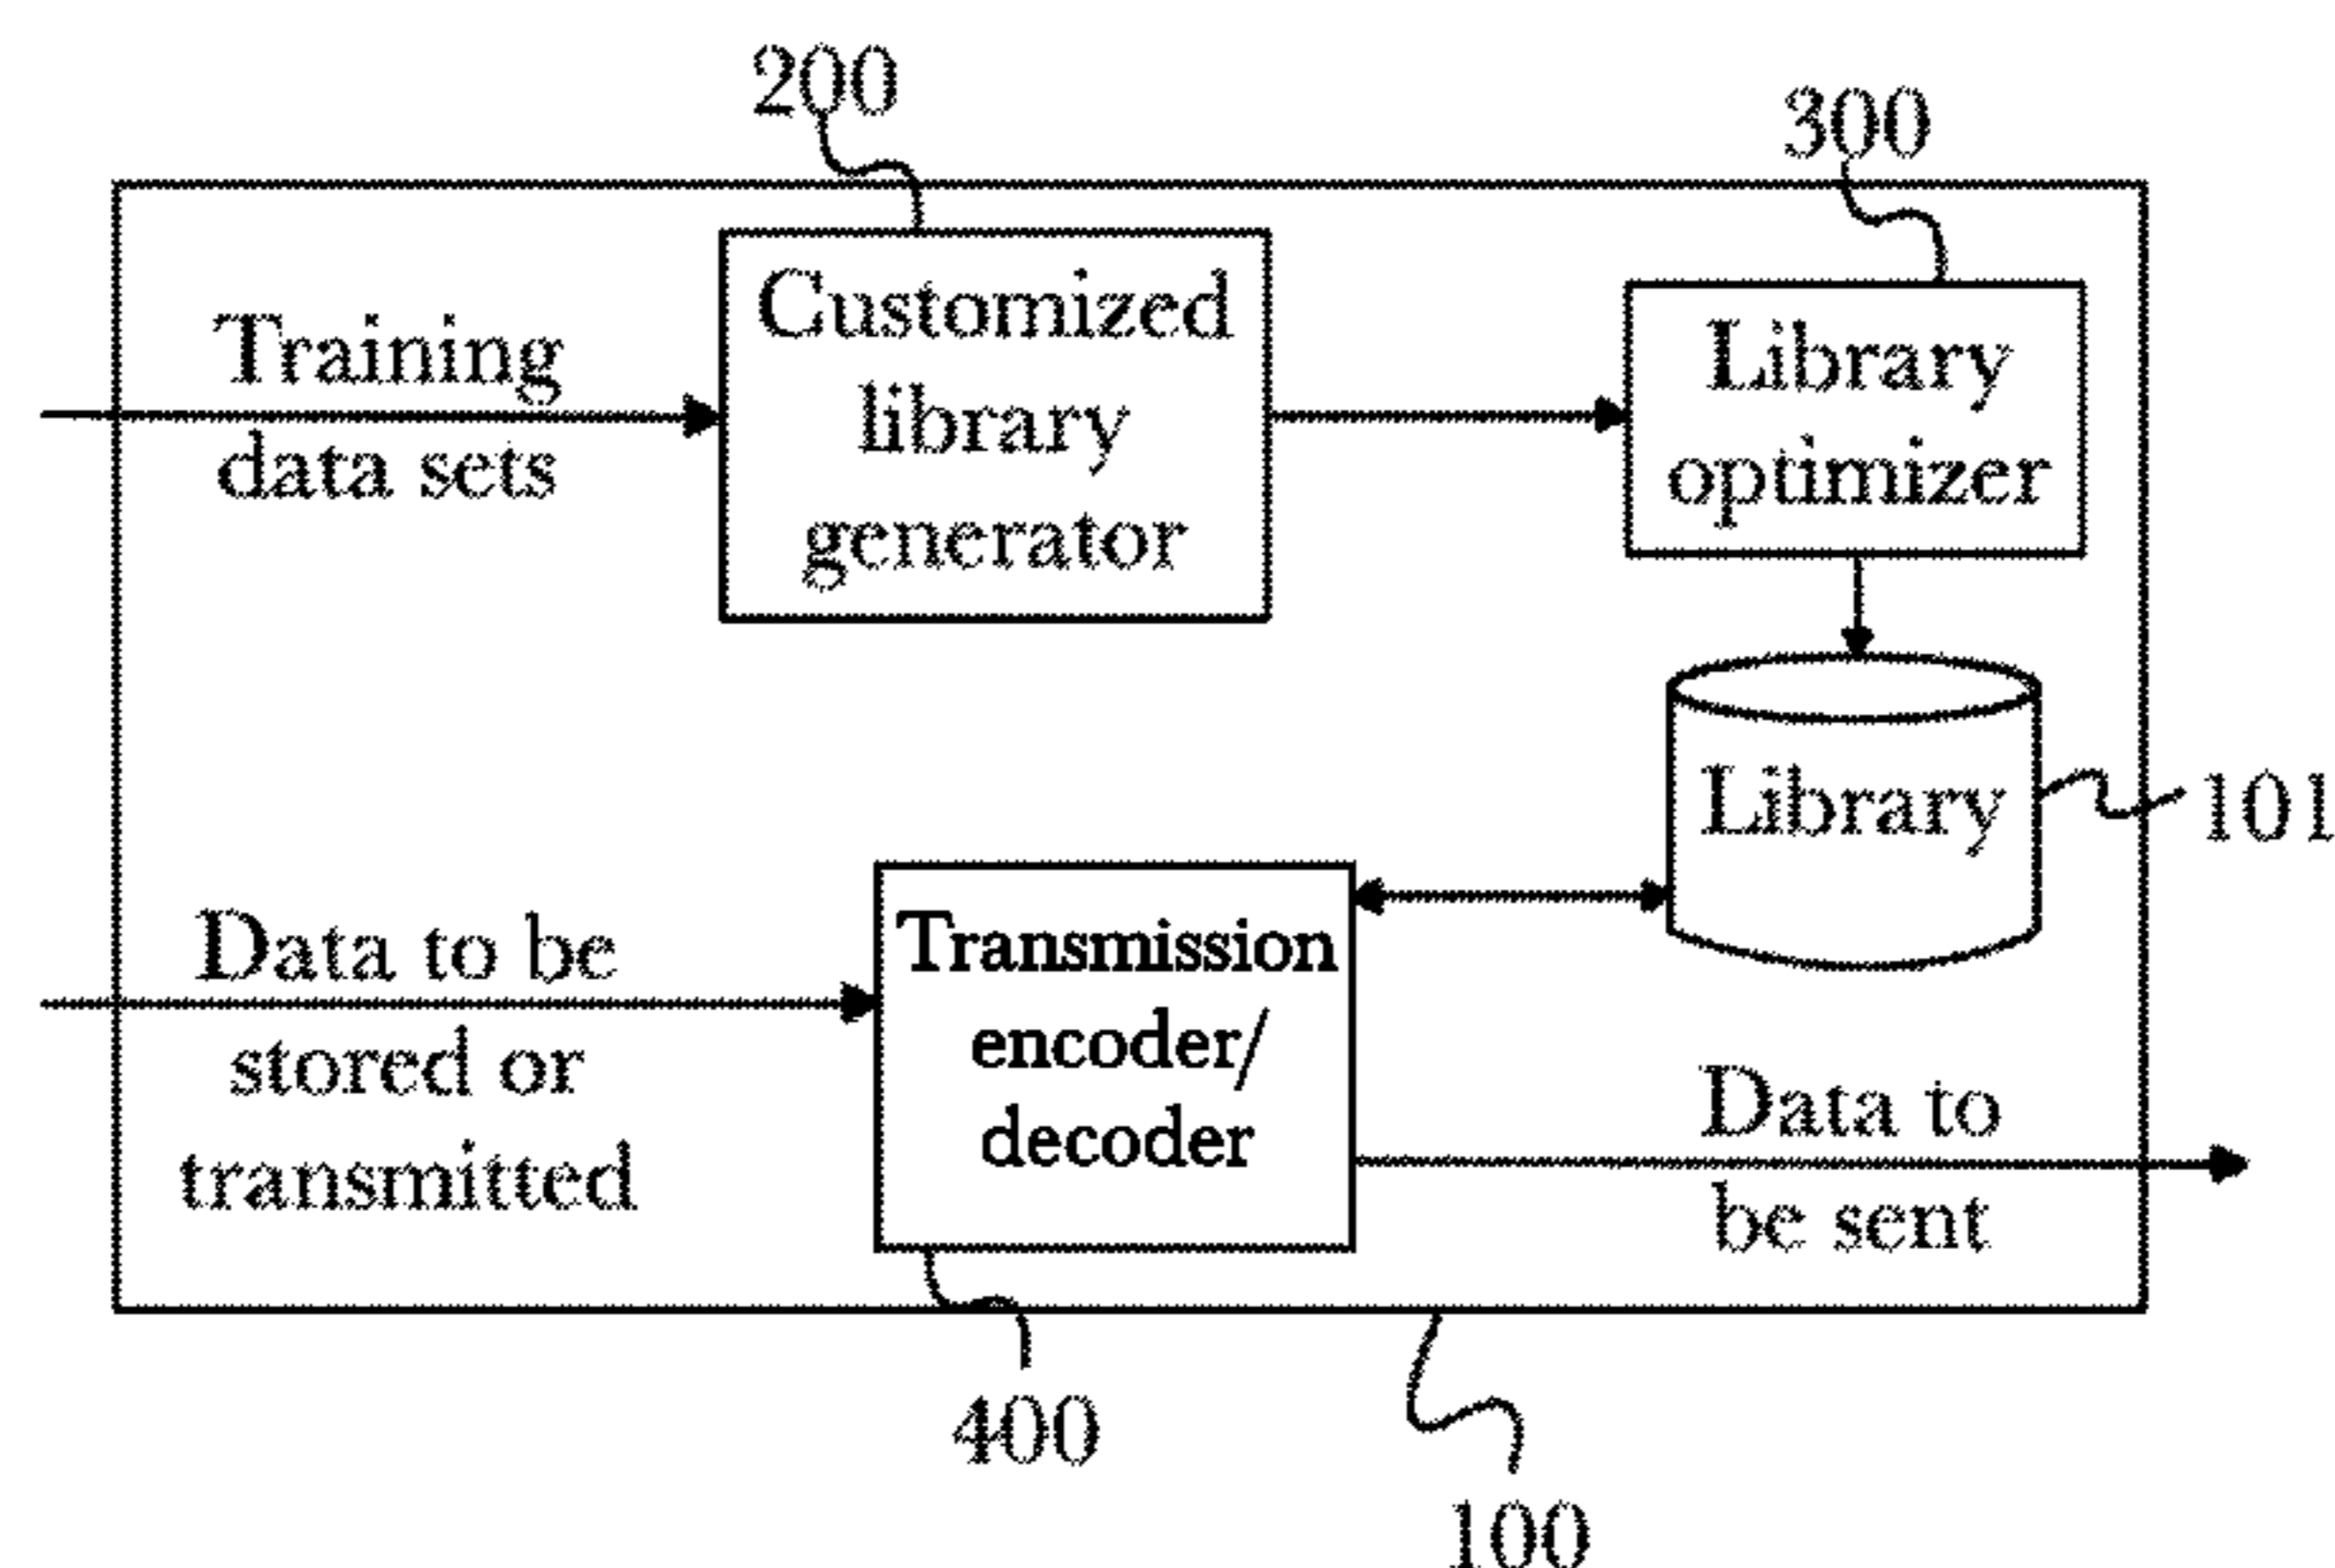 200
300
Training
data sets
Customized
library
generator
Library
optimizer
Library
101
Data to be
stored or
transmitted
Transmission
encoder/
decoder
Data to
be sent
400
100